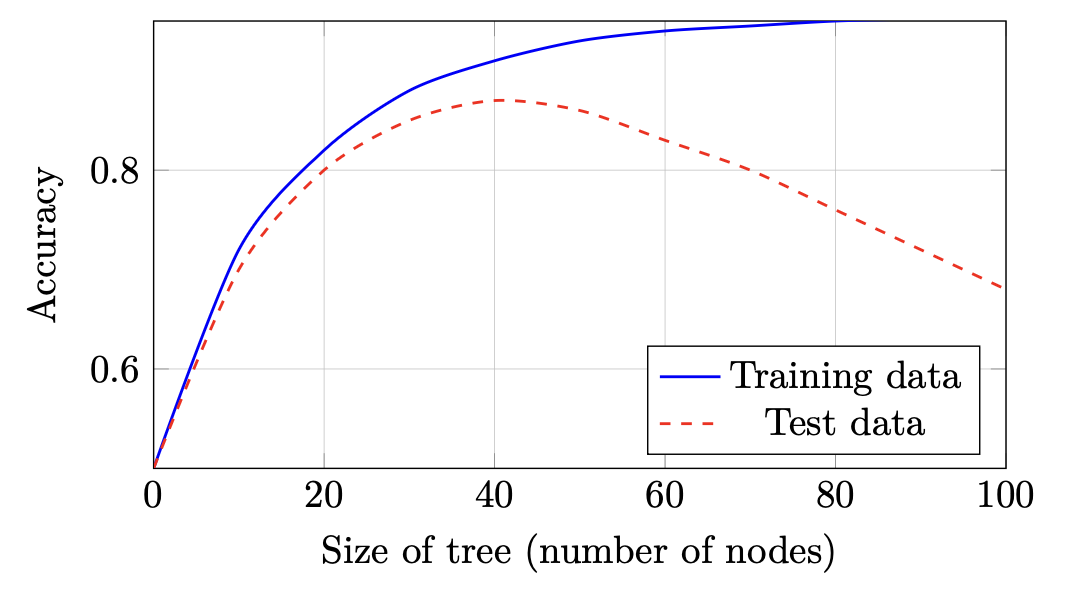 Accuracy
0.8
0.6
0 20 40 60 80 100
Size of tree (number of nodes)
Training data
Test data